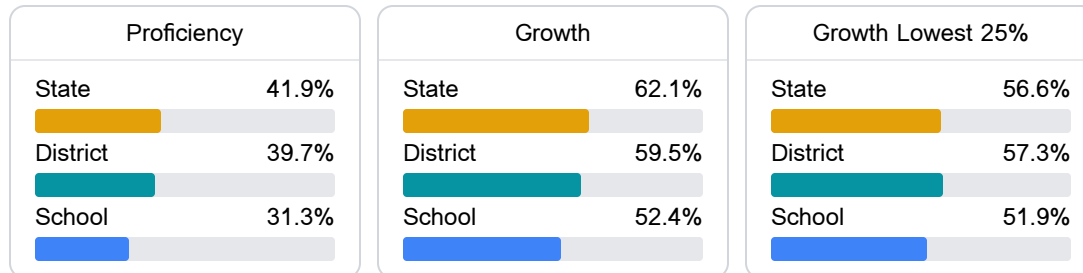 Proficiency
State 41.9%
District 39.7%
School 31.3%
Growth
State 62.1%
District 59.5%
School 52.4%
Growth Lowest 25%
State 56.6%
District 57.3%
School 51.9%